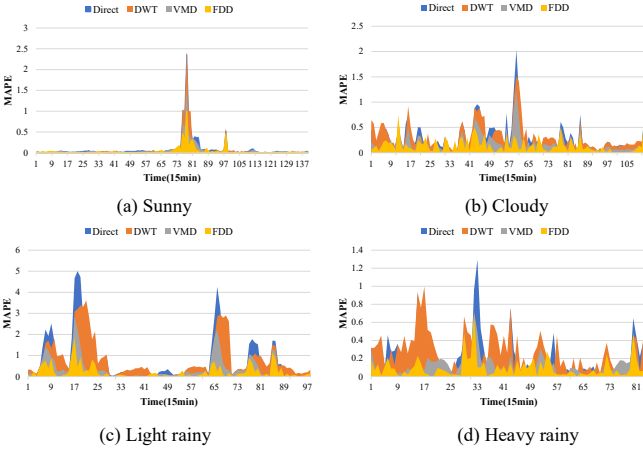 Direct DWT VMD FDD
3
2.5
2
1.5
1
0.5
0
MAPE
1 9 17 25 33 41 49 57 65 73 81 89 97 105 113 121 129 137
Time(15min)
(a) Sunny
Direct DWT VMD FDD
2.5
2
1.5
1
0.5
0
MAPE
1 9 17 25 33 41 49 57 65 73 81 89 97 105
Time(15min)
(b) Cloudy
Direct DWT VMD FDD
6
5
4
3
2
1
0
MAPE
1 9 17 25 33 41 49 57 65 73 81 89 97
Time(15min)
(c) Light rainy
Direct DWT VMD FDD
1.4
1.2
1
0.8
0.6
0.4
0.2
0
MAPE
1 9 17 25 33 41 49 57 65 73 81
Time(15min)
(d) Heavy rainy